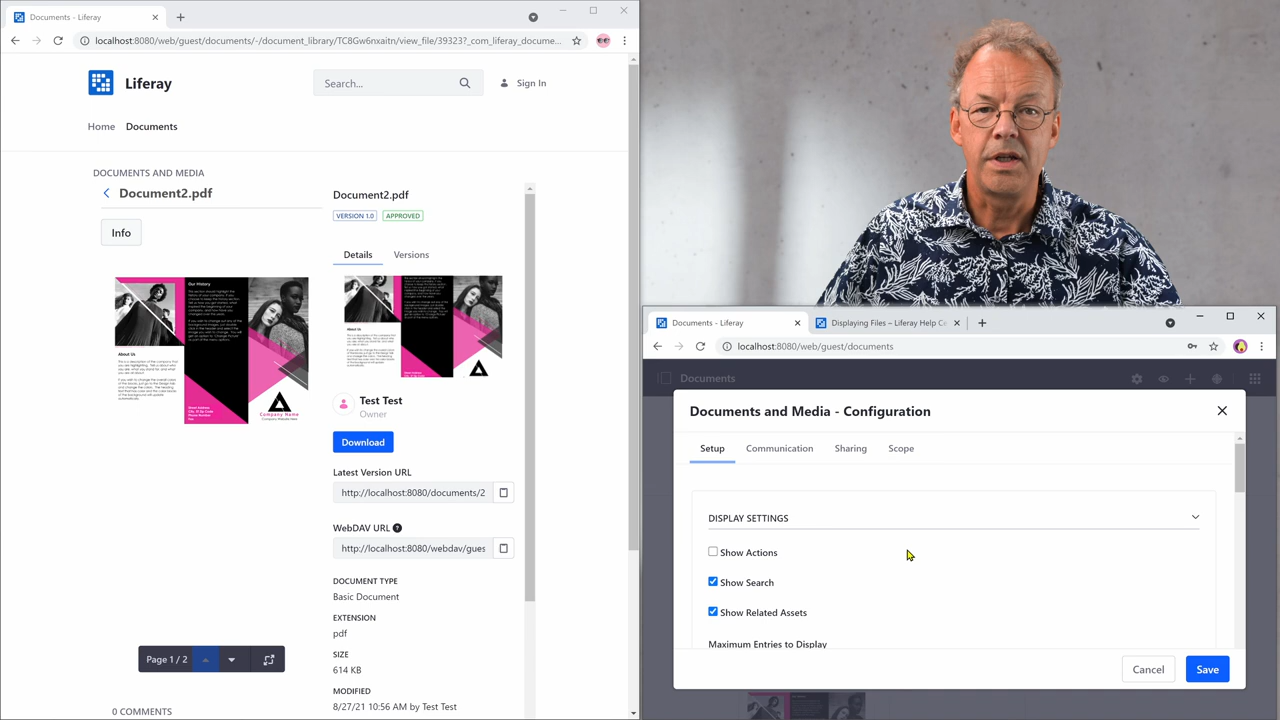 Documents - Liferay
localhost:8080/web/guest/documents/-/document_library/TC8Gw6nxaitn/view_file/39323?_com_liferay_docume...
Liferay
Search...
Sign In
Home
Documents
DOCUMENTS AND MEDIA
Document2.pdf
Info
Our History
About Us
Company Name
Page 1 / 2
0 COMMENTS
Document2.pdf
VERSION 1.0
APPROVED
Details
Versions
About Us
Test Test
Owner
Download
Latest Version URL
http://localhost:8080/documents/2
WebDAV URL
http://localhost:8080/webdav/gues
DOCUMENT TYPE
Basic Document
EXTENSION
pdf
SIZE
614 KB
MODIFIED
8/27/21 10:56 AM by Test Test
Documents - Liferay
Displaying Files - Liferay Help Ce
localhost:8080/web/guest/documents
Documents
Documents and Media - Configuration
Setup
Communication
Sharing
Scope
DISPLAY SETTINGS
Show Actions
Show Search
Show Related Assets
Maximum Entries to Display
Cancel
Save